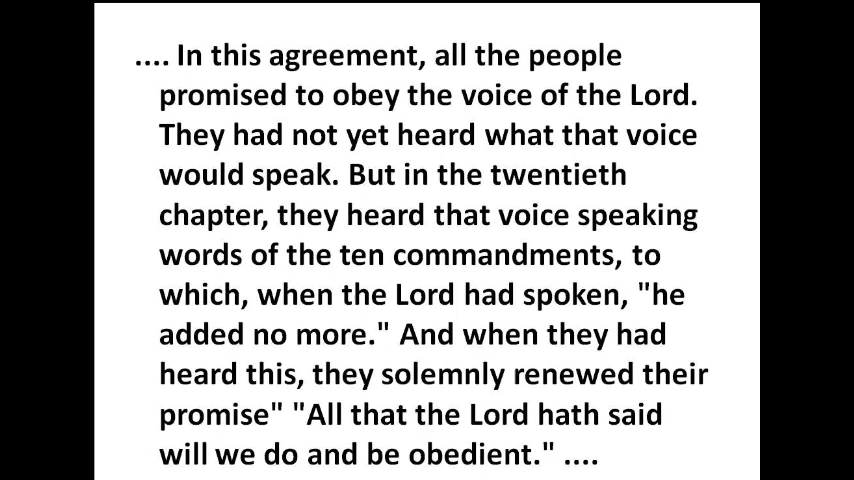 .... In this agreement, all the people
promised to obey the voice of the Lord.
They had not yet heard what that voice
would speak. But in the twentieth
chapter, they heard that voice speaking
words of the ten commandments, to
which, when the Lord had spoken, "he
added no more." And when they had
heard this, they solemnly renewed their
promise" "All that the Lord hath said
will we do and be obedient." ....